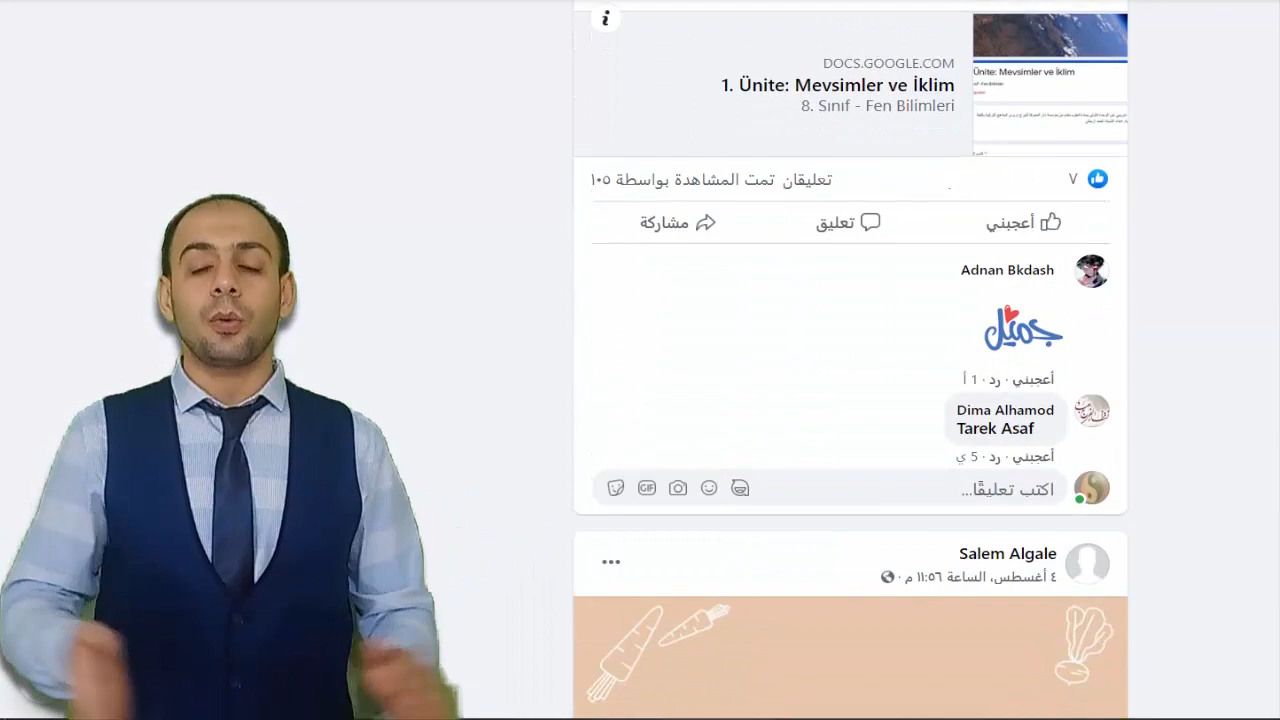 DOCS.GOOGLE.COM
1. Ünite: Mevsimler ve İklim
8. Sınıf - Fen Bilimleri
Ünite: Mevsimler ve İklim
٧
تعليقان تمت المشاهدة بواسطة ١٠٥
أعجبني تعليق مشاركة
Adnan Bkdash
جميل
أعجبني · رد · 1 أ
Dima Alhamod
Tarek Asaf
أعجبني · رد · 5 ي
اكتب تعليقًا...
GIF
Salem Algale
٤ أغسطس، الساعة ١١:٥٦ م ·